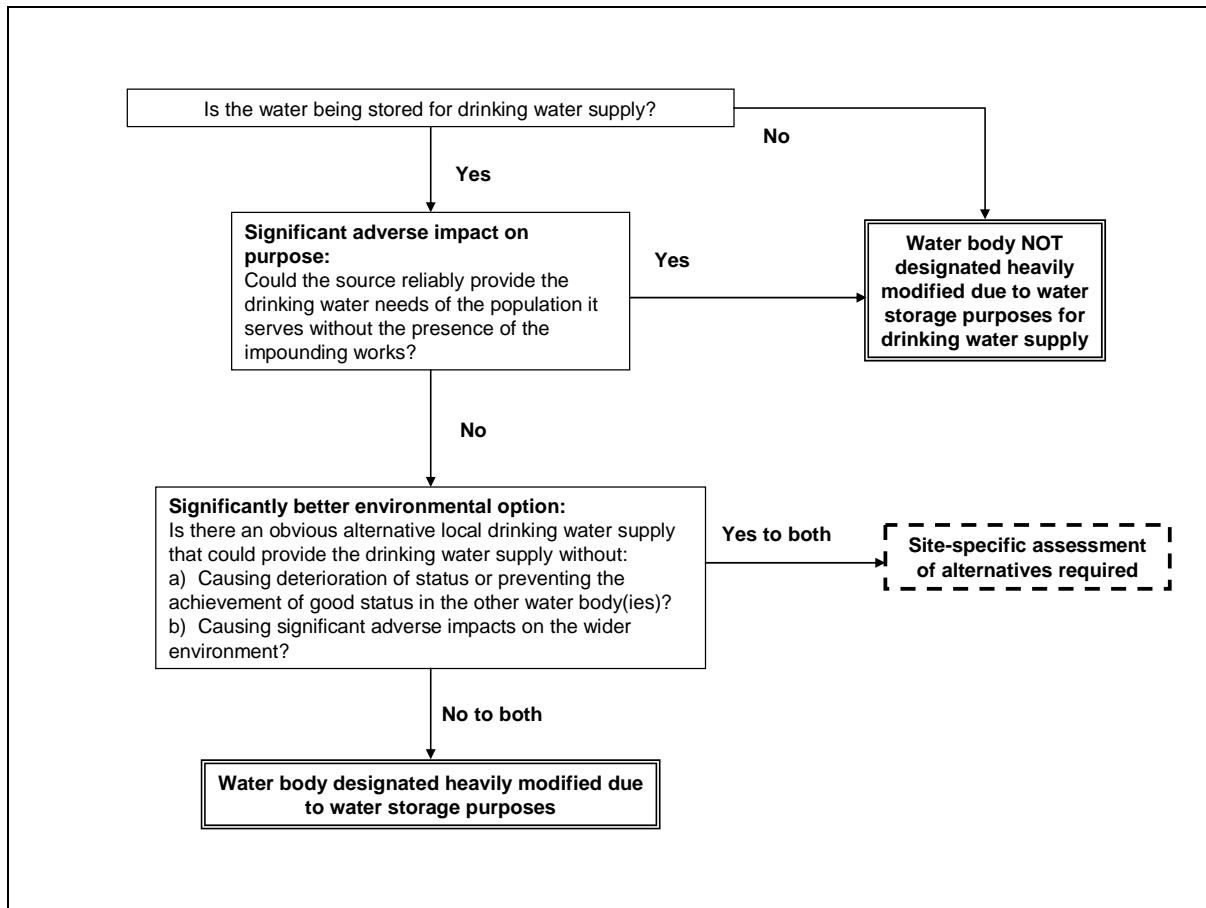 Is the water being stored for drinking water supply?
No
Yes
Significant adverse impact on
purpose:
Could the source reliably provide the
drinking water needs of the population it
serves without the presence of the
impounding works?
Yes
Water body NOT
designated heavily
modified due to water
storage purposes for
drinking water supply
No
Significantly better environmental option:
Is there an obvious alternative local drinking water supply
that could provide the drinking water supply without:
a) Causing deterioration of status or preventing the
achievement of good status in the other water body(ies)?
b) Causing significant adverse impacts on the wider
environment?
Yes to both
Site-specific assessment
of alternatives required
No to both
Water body designated heavily modified due
to water storage purposes